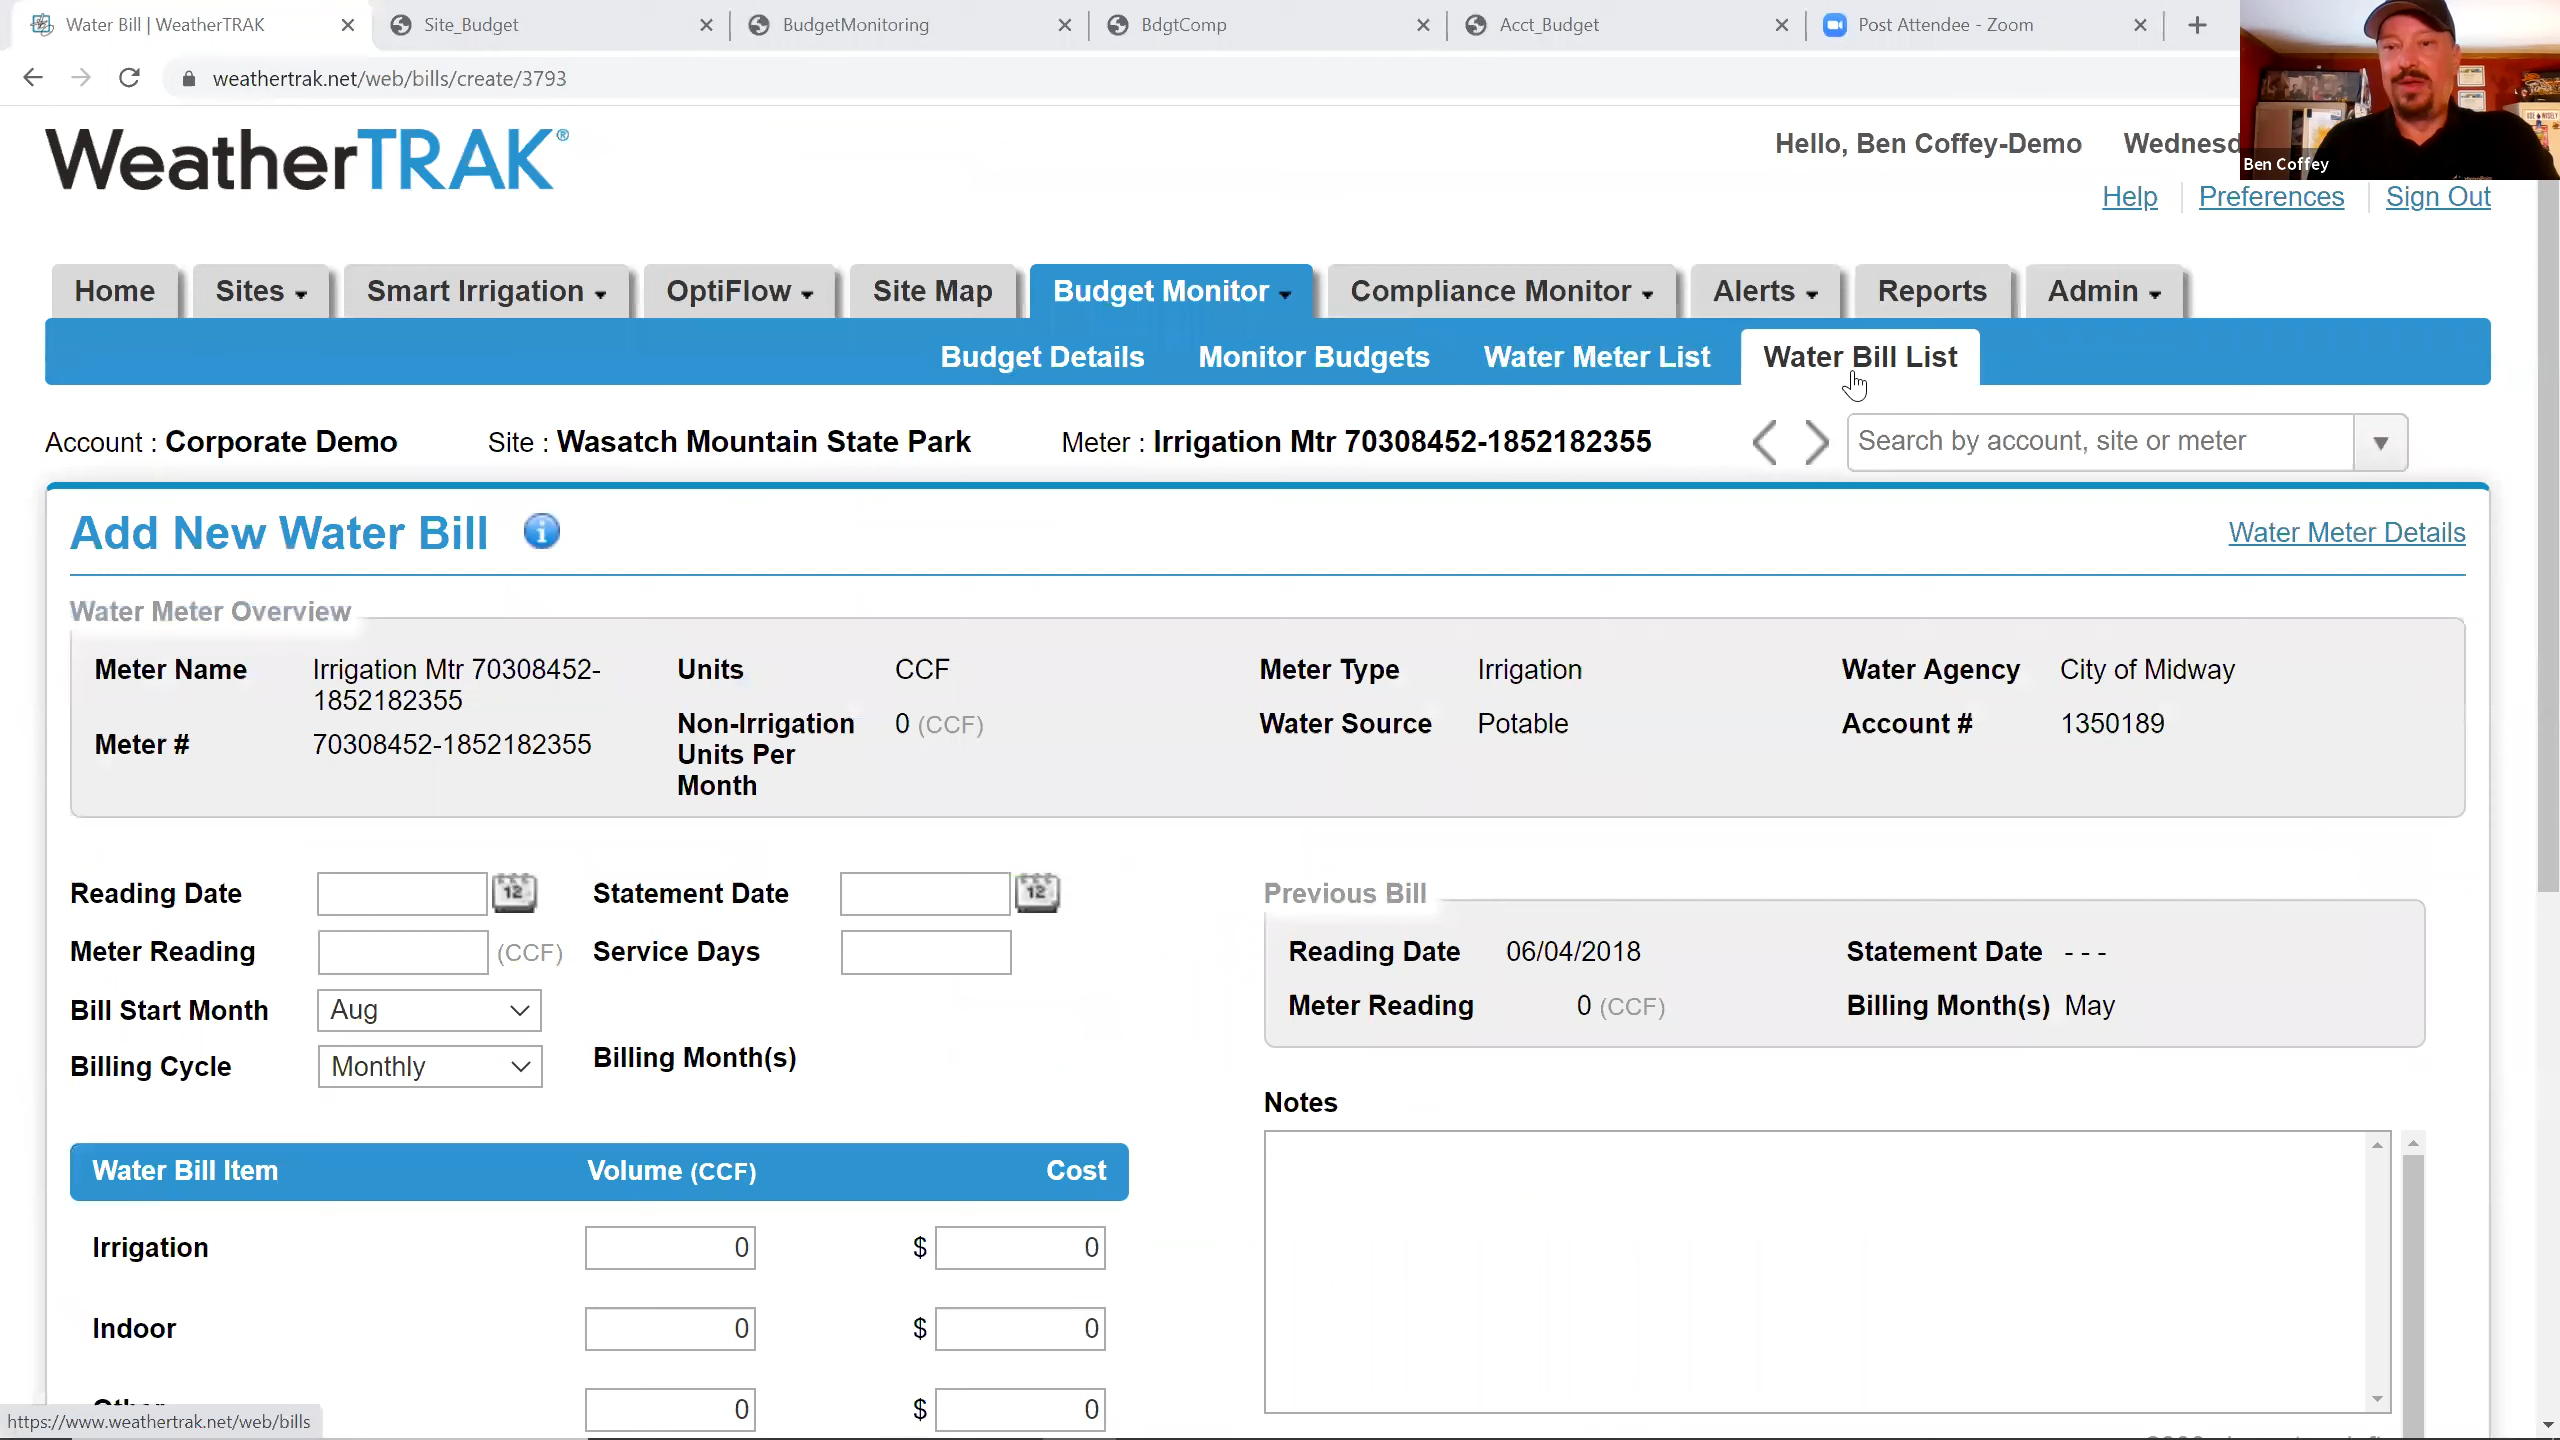 Water Bill | WeatherTRAK
Site_Budget
BudgetMonitoring
BdgtComp
Acct_Budget
Post Attendee - Zoom
weathertrak.net/web/bills/create/3793
WeatherTRAK®
Hello, Ben Coffey-Demo Wednesd
Ben Coffey
Help Preferences Sign Out
Home Sites Smart Irrigation OptiFlow Site Map Budget Monitor Compliance Monitor Alerts Reports Admin
Budget Details Monitor Budgets Water Meter List Water Bill List
Account : Corporate Demo Site : Wasatch Mountain State Park Meter : Irrigation Mtr 70308452-1852182355 Search by account, site or meter
Add New Water Bill i Water Meter Details
Water Meter Overview
Meter Name Irrigation Mtr 70308452- Units CCF Meter Type Irrigation Water Agency City of Midway
1852182355
Non-Irrigation 0 (CCF) Water Source Potable Account # 1350189
Meter # 70308452-1852182355
Units Per
Month
Reading Date 12 Statement Date 12 Previous Bill
Meter Reading (CCF) Service Days Reading Date 06/04/2018 Statement Date - - -
Bill Start Month Aug Meter Reading 0 (CCF) Billing Month(s) May
Billing Cycle Monthly Billing Month(s)
Notes
Water Bill Item Volume (CCF) Cost
Irrigation 0 $ 0
Indoor 0 $ 0
Other 0 $ 0
https://www.weathertrak.net/web/bills